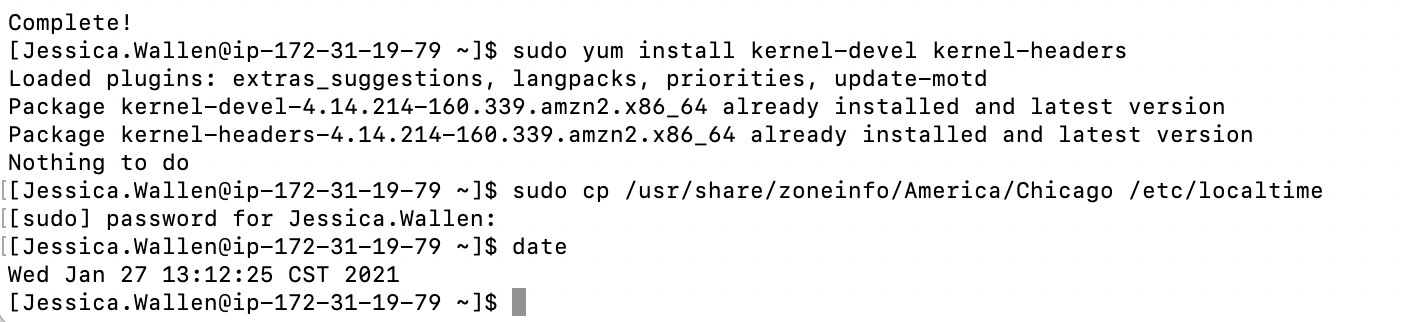 Complete!
[Jessica.Wallen@ip-172-31-19-79 ~]$ sudo yum install kernel-devel kernel-headers
Loaded plugins: extras_suggestions, langpacks, priorities, update-motd
Package kernel-devel-4.14.214-160.339.amzn2.x86_64 already installed and latest version
Package kernel-headers-4.14.214-160.339.amzn2.x86_64 already installed and latest version
Nothing to do
[[Jessica.Wallen@ip-172-31-19-79 ~]$ sudo cp /usr/share/zoneinfo/America/Chicago /etc/localtime
[[sudo] password for Jessica.Wallen:
[[Jessica.Wallen@ip-172-31-19-79 ~]$ date
Wed Jan 27 13:12:25 CST 2021
[Jessica.Wallen@ip-172-31-19-79 ~]$